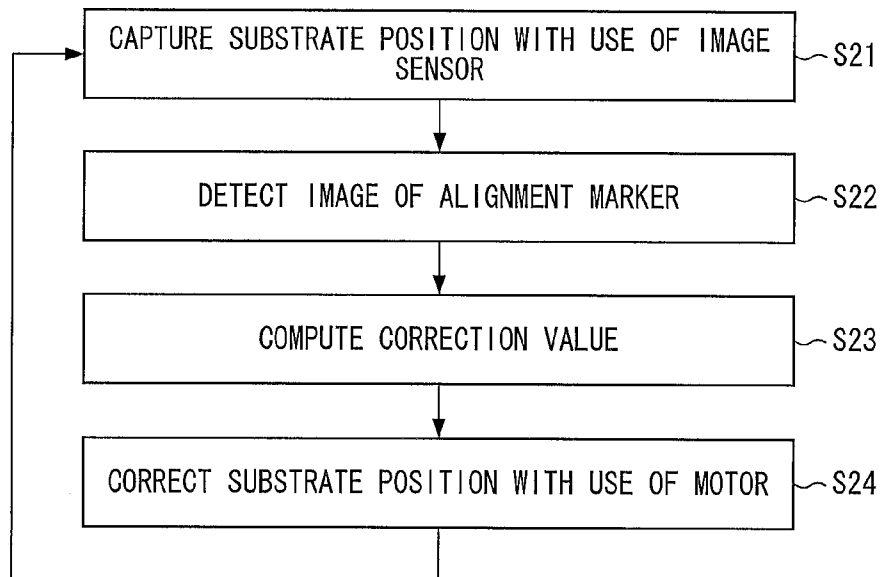 CAPTURE SUBSTRATE POSITION WITH USE OF IMAGE
SENSOR
S21
DETECT IMAGE OF ALIGNMENT MARKER
S22
COMPUTE CORRECTION VALUE
S23
CORRECT SUBSTRATE POSITION WITH USE OF MOTOR
S24